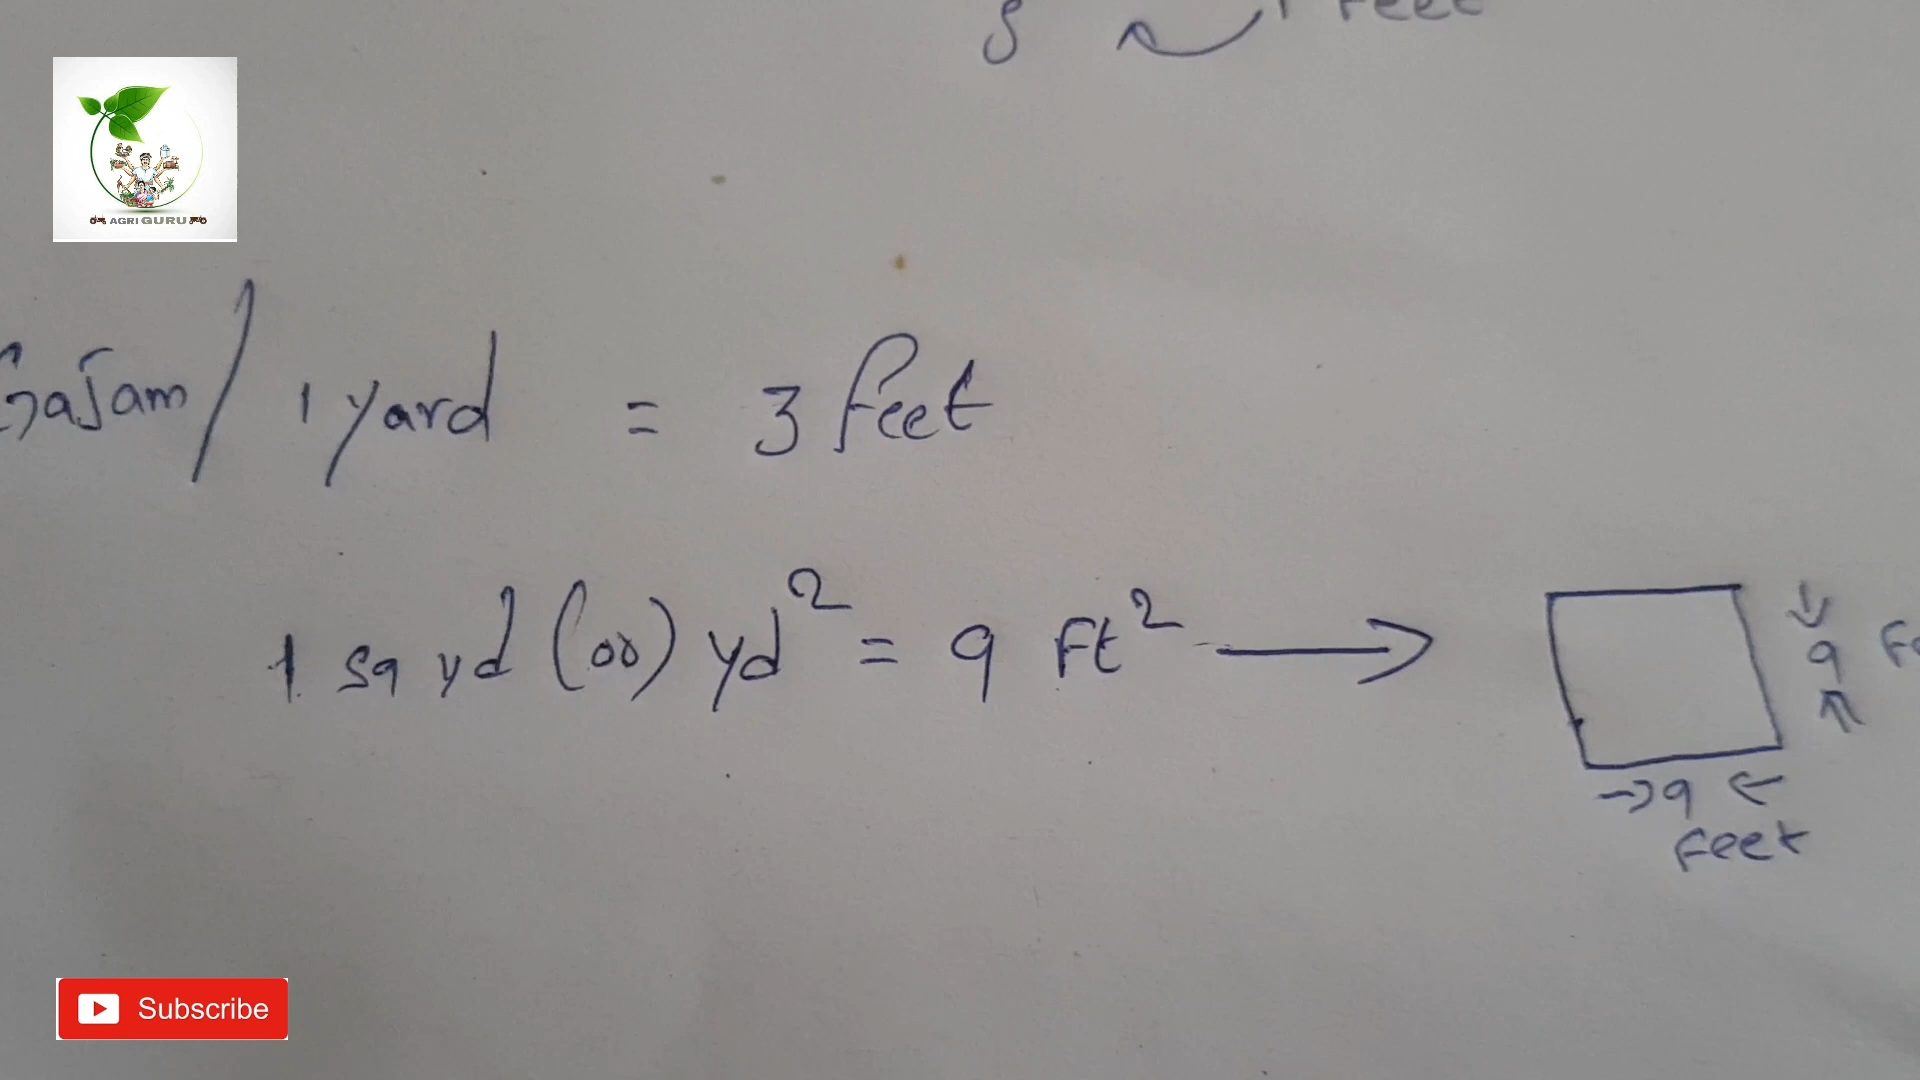 Feet
AGRI GURU
Gajam/ 1 yard = 3 feet
1 sq yd (or) yd² = 9 Ft² →
9
→ 9 ←
Feet
Subscribe